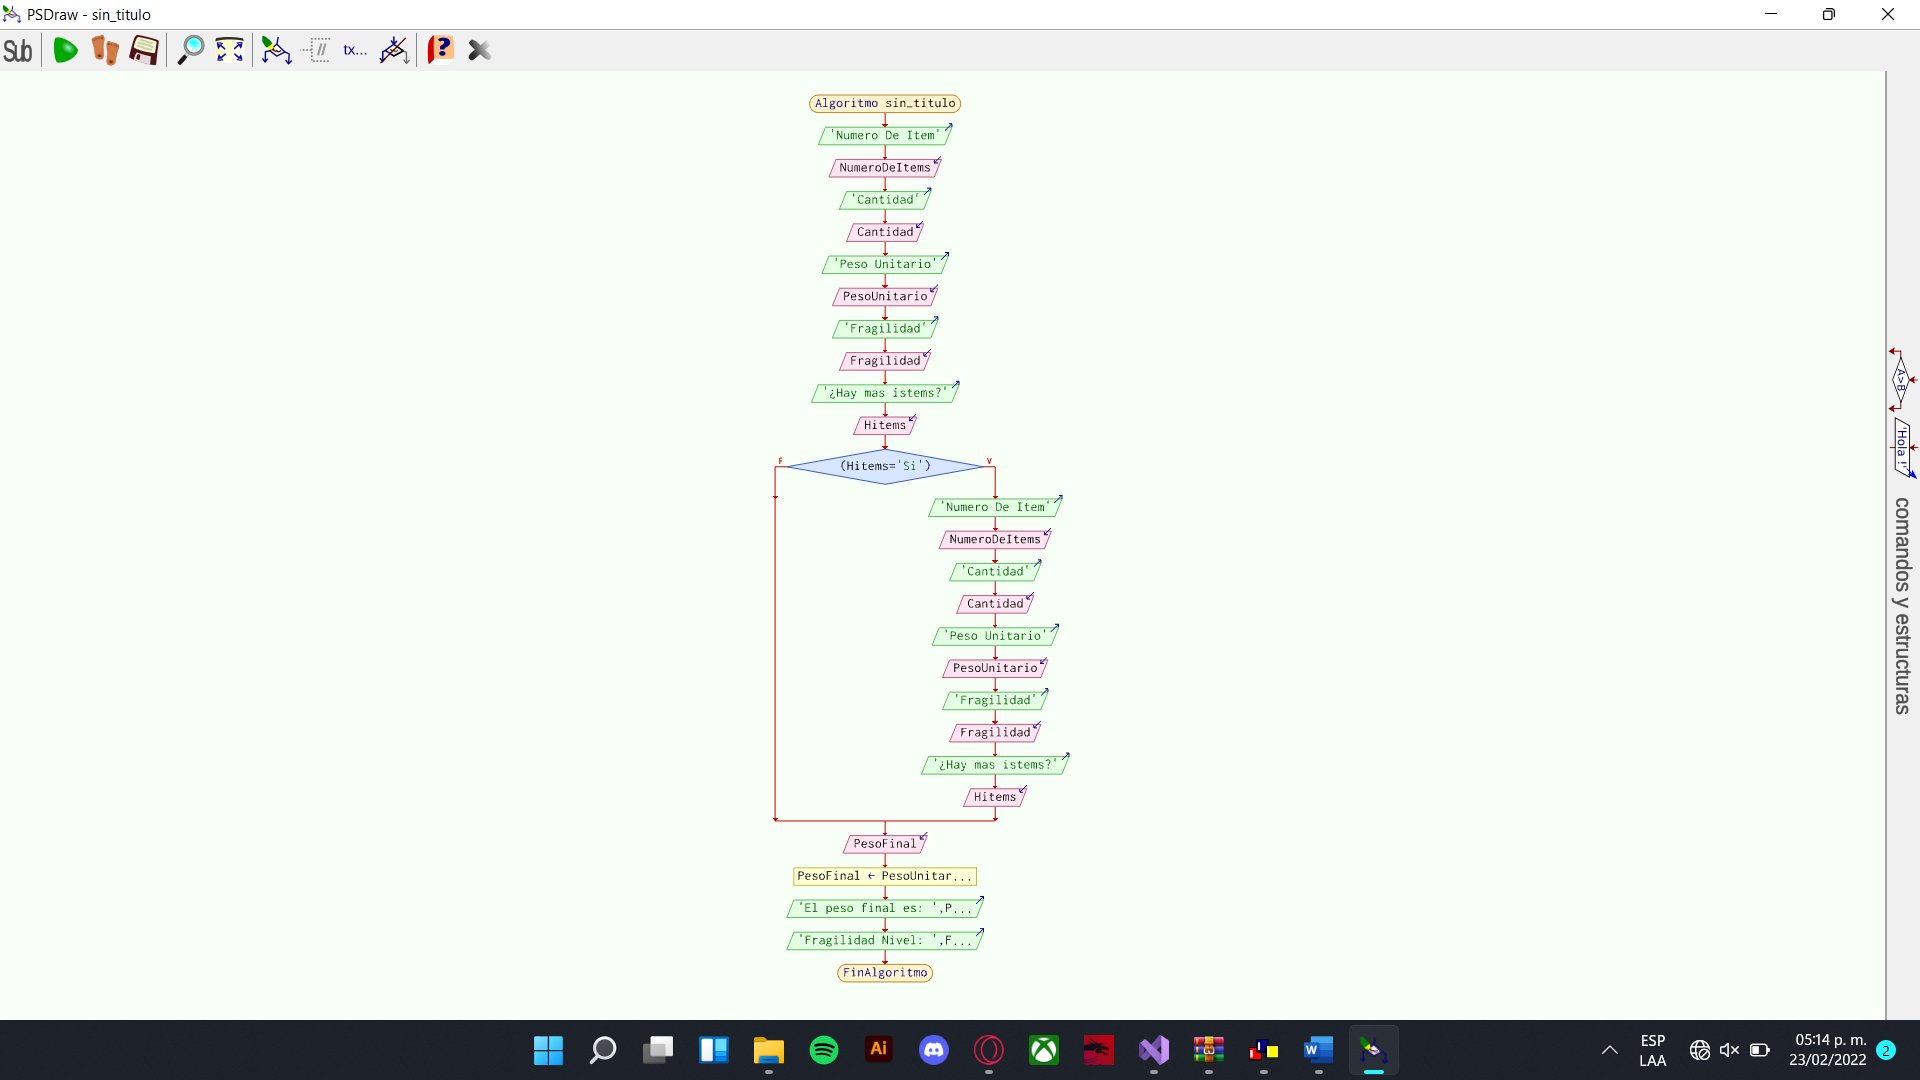 PSDraw - sin_titulo
Sub
tx...
Algoritmo sin_titulo
'Numero De Item'
NumeroDeItems
'Cantidad'
Cantidad
'Peso Unitario'
PesoUnitario
'Fragilidad'
Fragilidad
'¿Hay mas istems?'
Hitems
F
(Hitems='Si')
V
'Numero De Item'
NumeroDeItems
'Cantidad'
Cantidad
'Peso Unitario'
PesoUnitario
'Fragilidad'
Fragilidad
'¿Hay mas istems?'
Hitems
PesoFinal
PesoFinal ← PesoUnitar...
'El peso final es: ',P...
'Fragilidad Nivel: ',F...
FinAlgoritmo
A>B
'Hola !'
comandos y estructuras
Ai
W
ESP
LAA
05:14 p. m.
23/02/2022
2